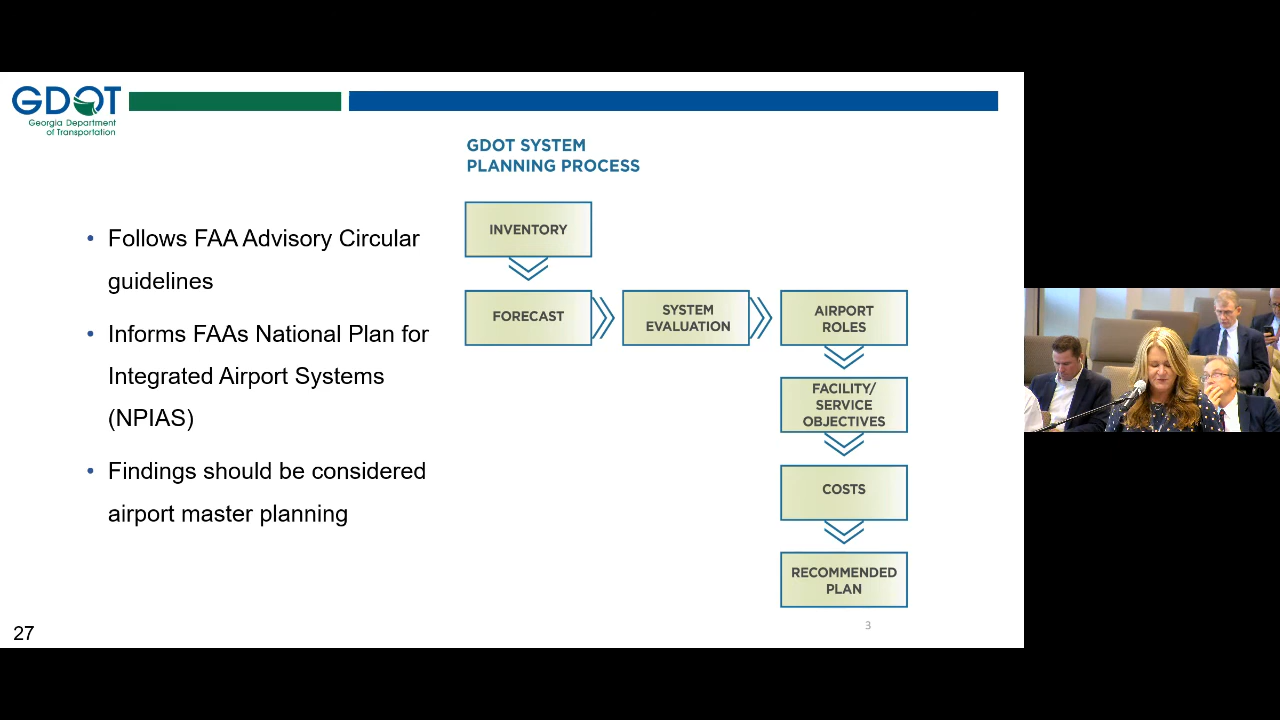 GDOT
Georgia Department
of Transportation
GDOT SYSTEM
PLANNING PROCESS
• Follows FAA Advisory Circular
guidelines
• Informs FAAs National Plan for
Integrated Airport Systems
(NPIAS)
• Findings should be considered
airport master planning
INVENTORY
FORECAST
SYSTEM
EVALUATION
AIRPORT
ROLES
FACILITY/
SERVICE
OBJECTIVES
COSTS
RECOMMENDED
PLAN
3
27